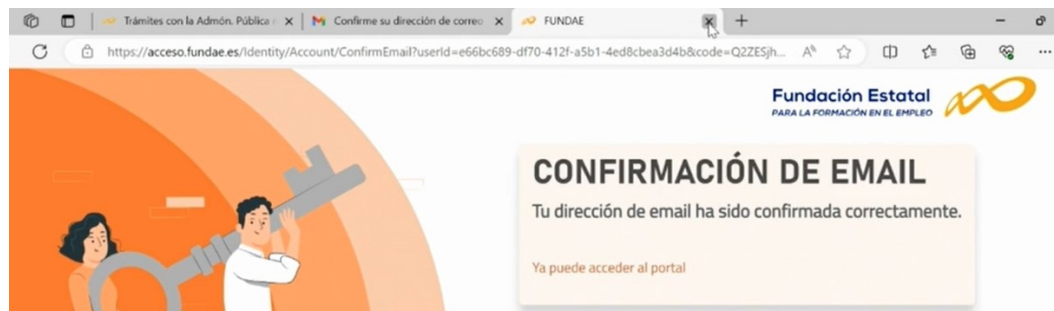 Trámites con la Admón. Pública
Confirme su dirección de correo
FUNDAE
https://acceso.fundae.es/Identity/Account/ConfirmEmail?userId=e66bc689-df70-412f-a5b1-4ed8cbea3d4b&code=Q2ZESjh...
Fundación Estatal
PARA LA FORMACIÓN EN EL EMPLEO
CONFIRMACIÓN DE EMAIL
Tu dirección de email ha sido confirmada correctamente.
Ya puede acceder al portal